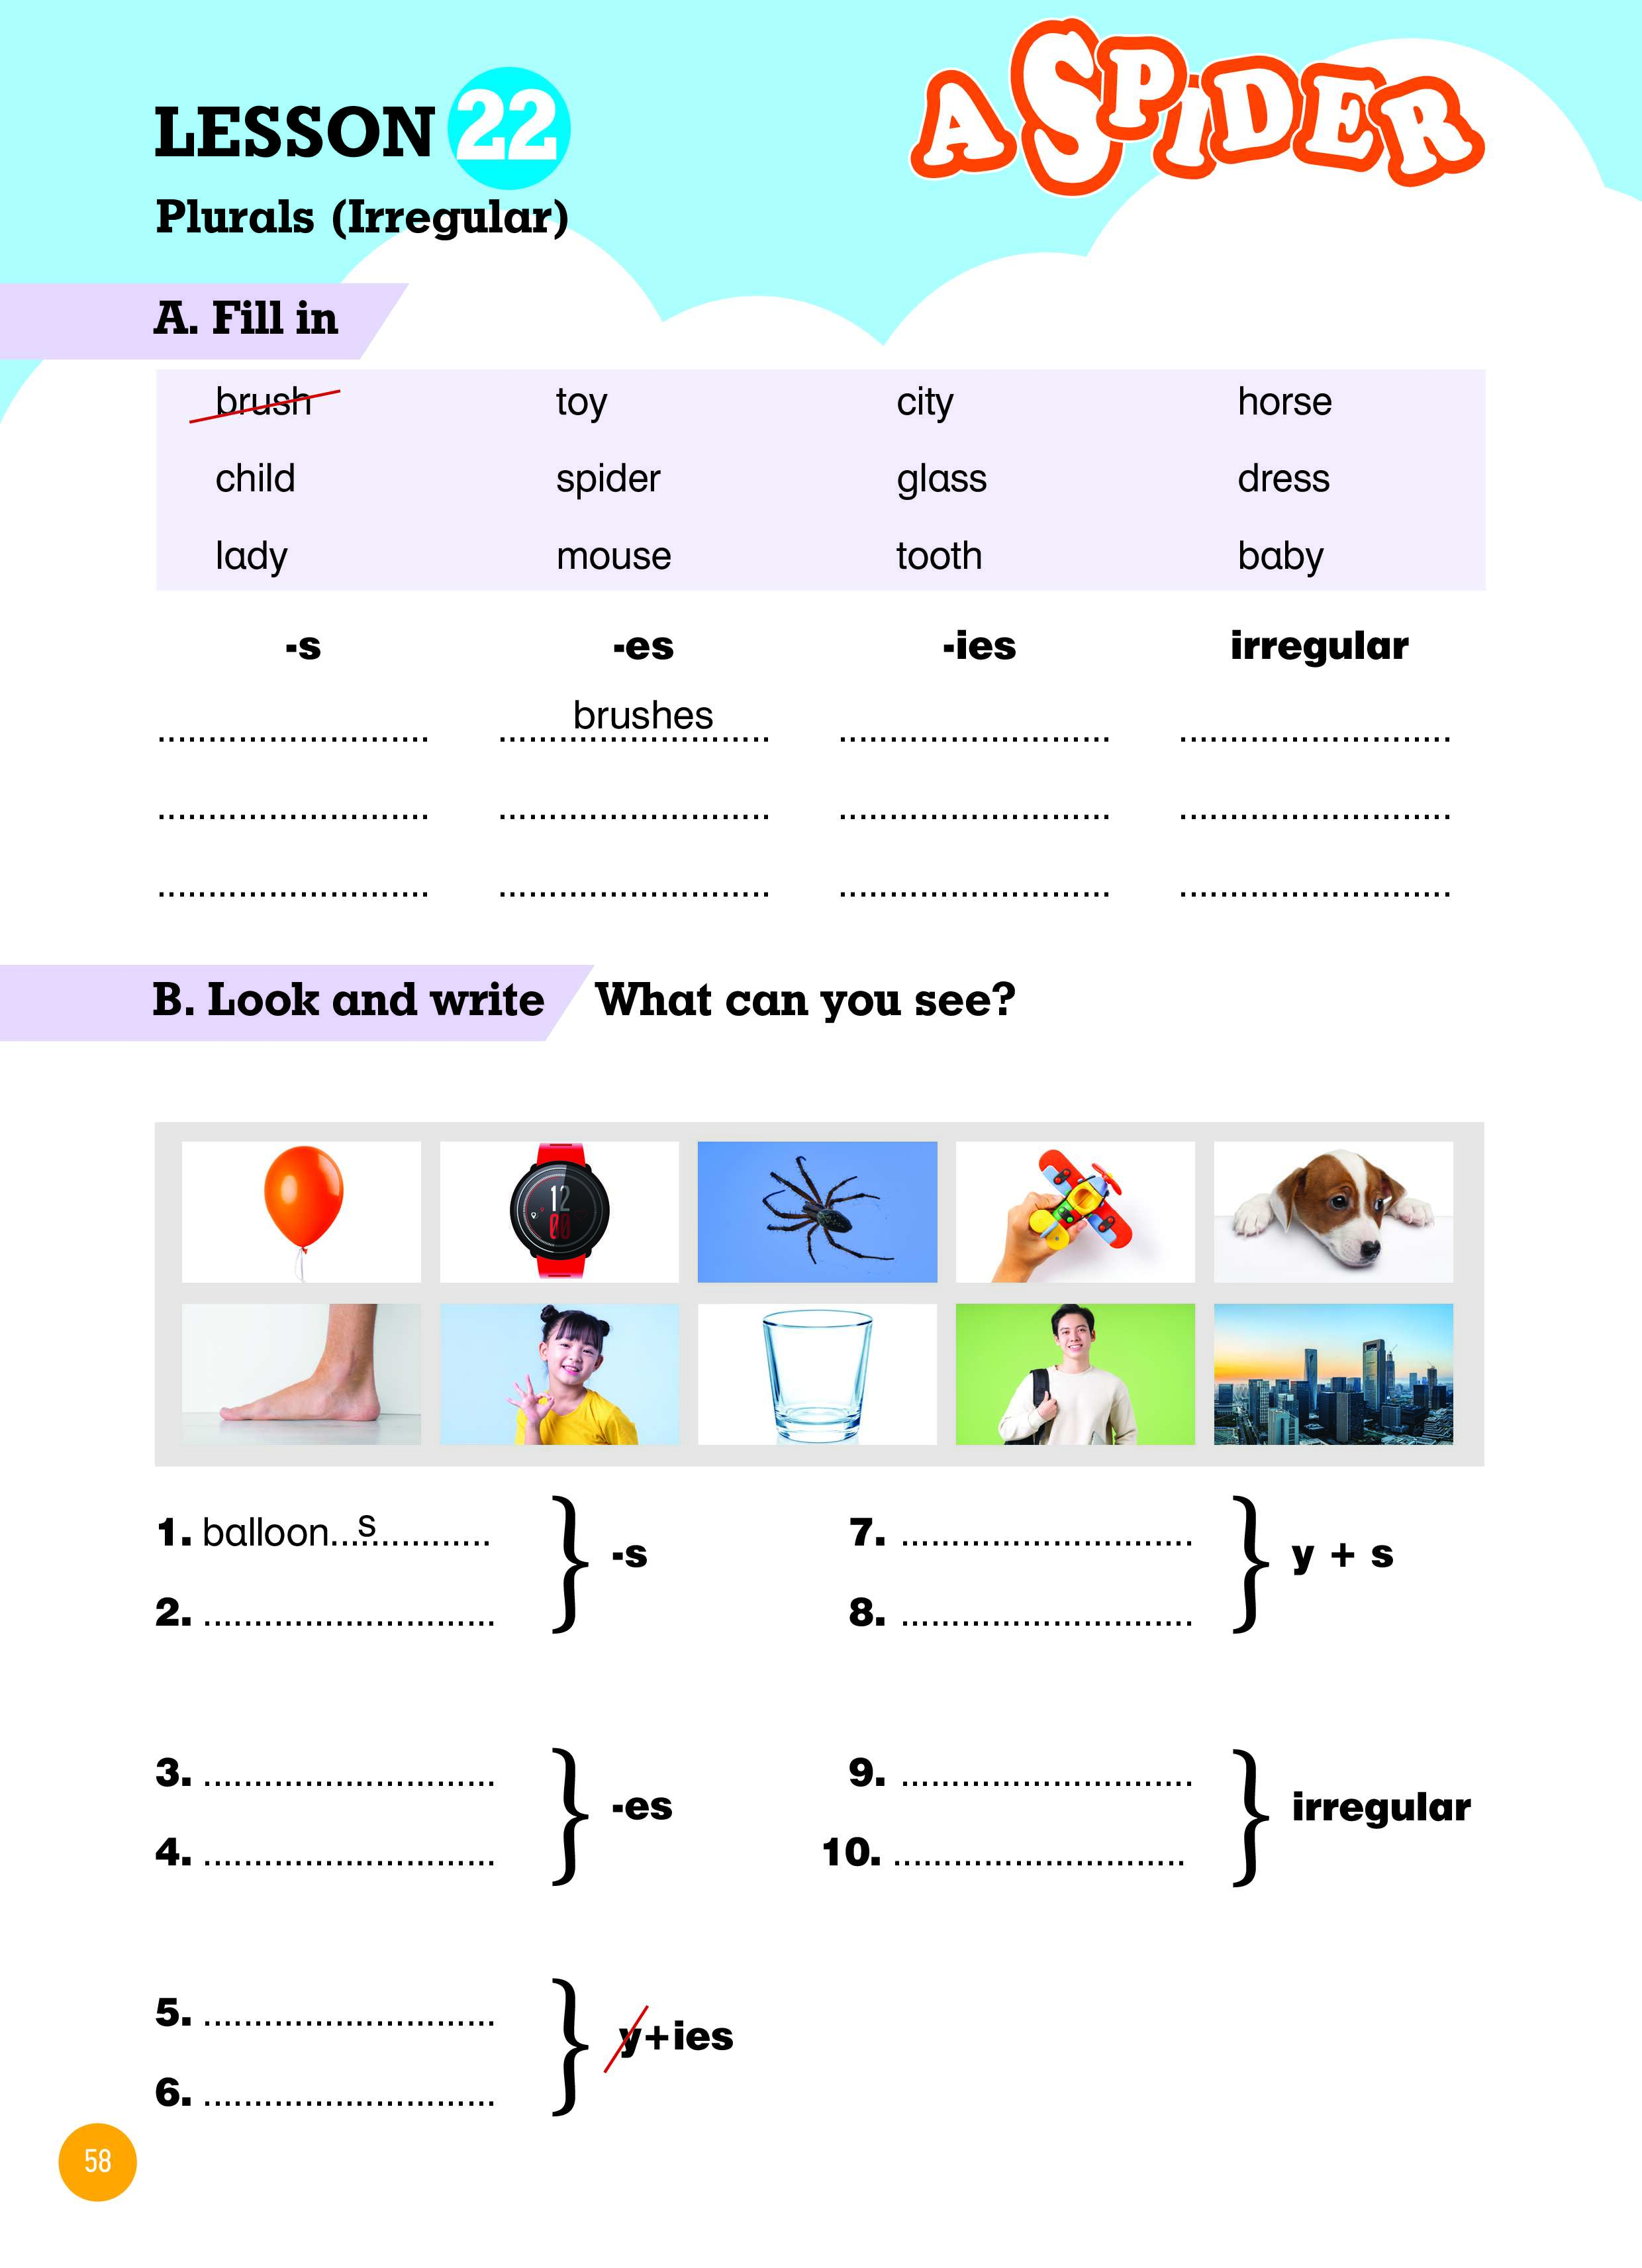 LESSON 22
A SPIDER
Plurals (Irregular)
A. Fill in
brush toy city horse
child spider glass dress
lady mouse tooth baby
-s -es -ies irregular
.......................... brushes .......................... ..........................
.......................... .......................... .......................... ..........................
.......................... .......................... .......................... ..........................
B. Look and write What can you see?
12
00
1. balloon...s...........
-s
2. ............................
3. ............................
-es
4. ............................
5. ............................
y+ies
6. ............................
7. ............................
y + s
8. ............................
9. ............................
irregular
10. ............................
58